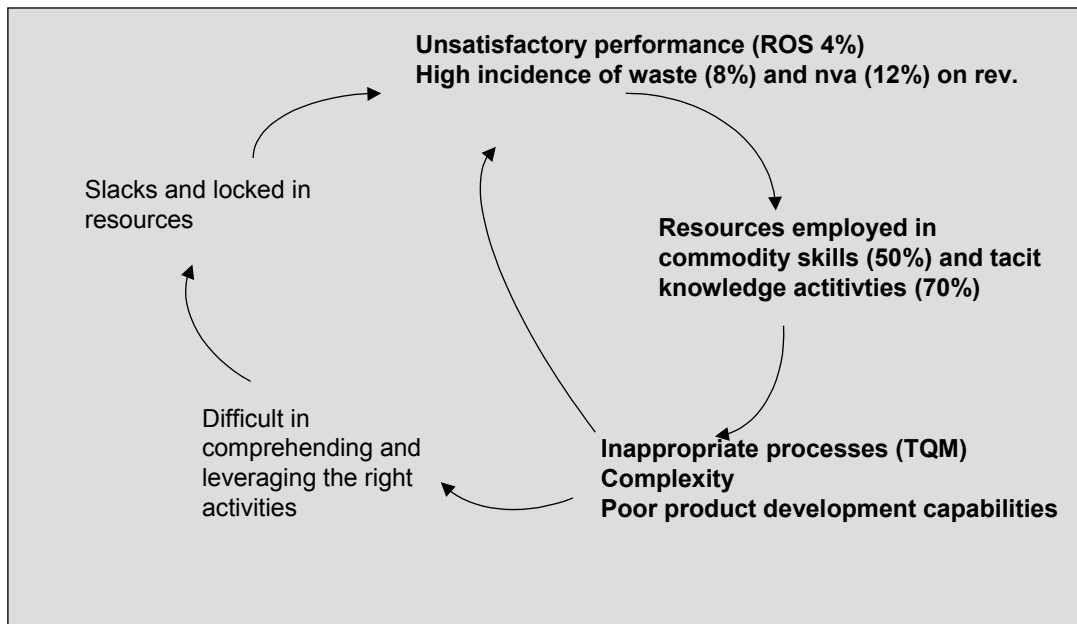 Unsatisfactory performance (ROS 4%)
High incidence of waste (8%) and nva (12%) on rev.
Slacks and locked in
resources
Resources employed in
commodity skills (50%) and tacit
knowledge actitivties (70%)
Difficult in
comprehending and
leveraging the right
activities
Inappropriate processes (TQM)
Complexity
Poor product development capabilities